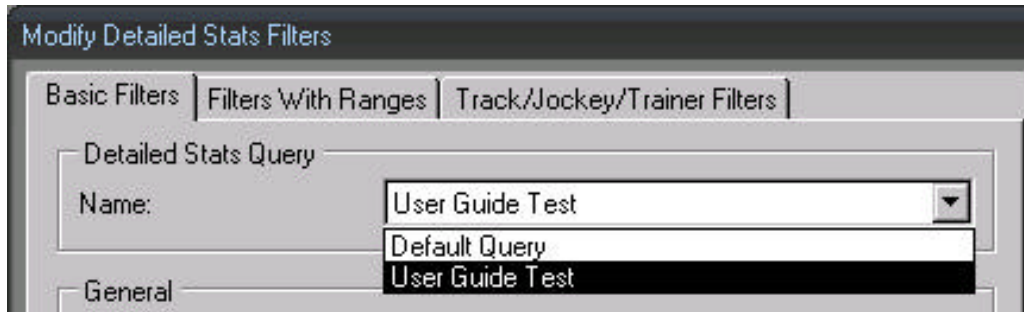 Modify Detailed Stats Filters
Basic Filters Filters With Ranges Track/Jockey/Trainer Filters
Detailed Stats Query
Name: User Guide Test
Default Query
User Guide Test
General